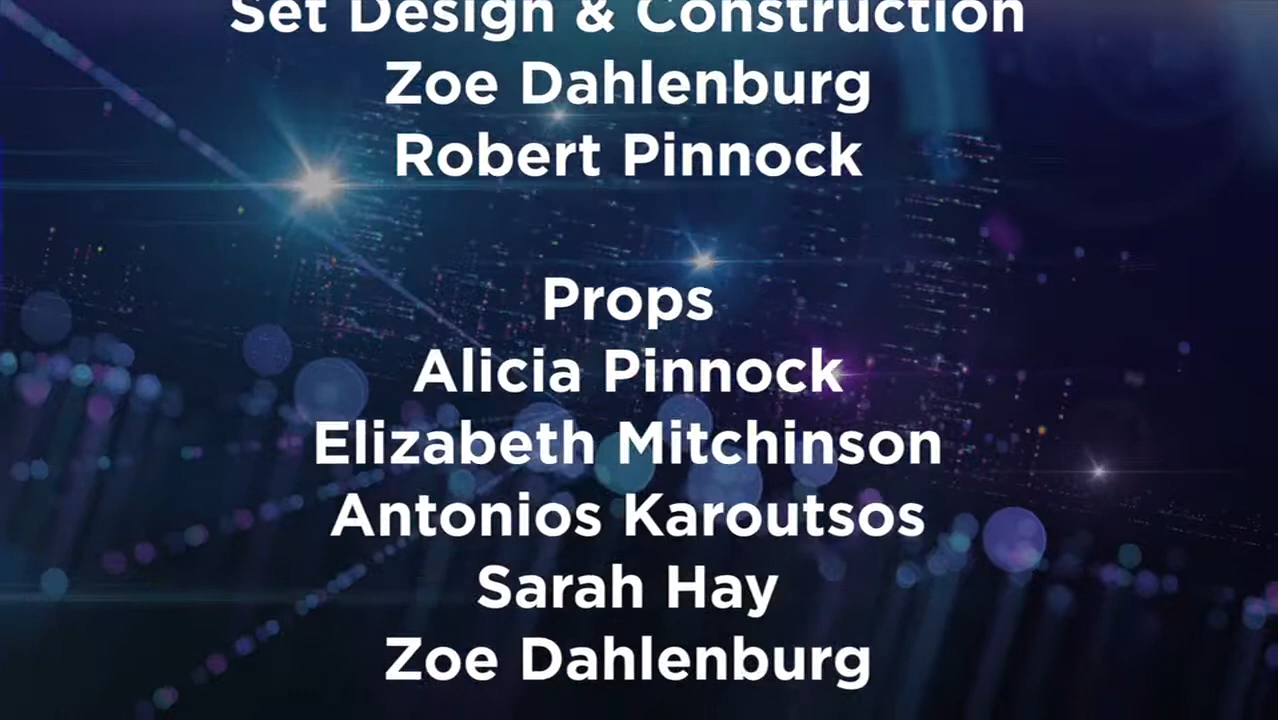 Set Design & Construction
Zoe Dahlenburg
Robert Pinnock
Props
Alicia Pinnock
Elizabeth Mitchinson
Antonios Karoutsos
Sarah Hay
Zoe Dahlenburg